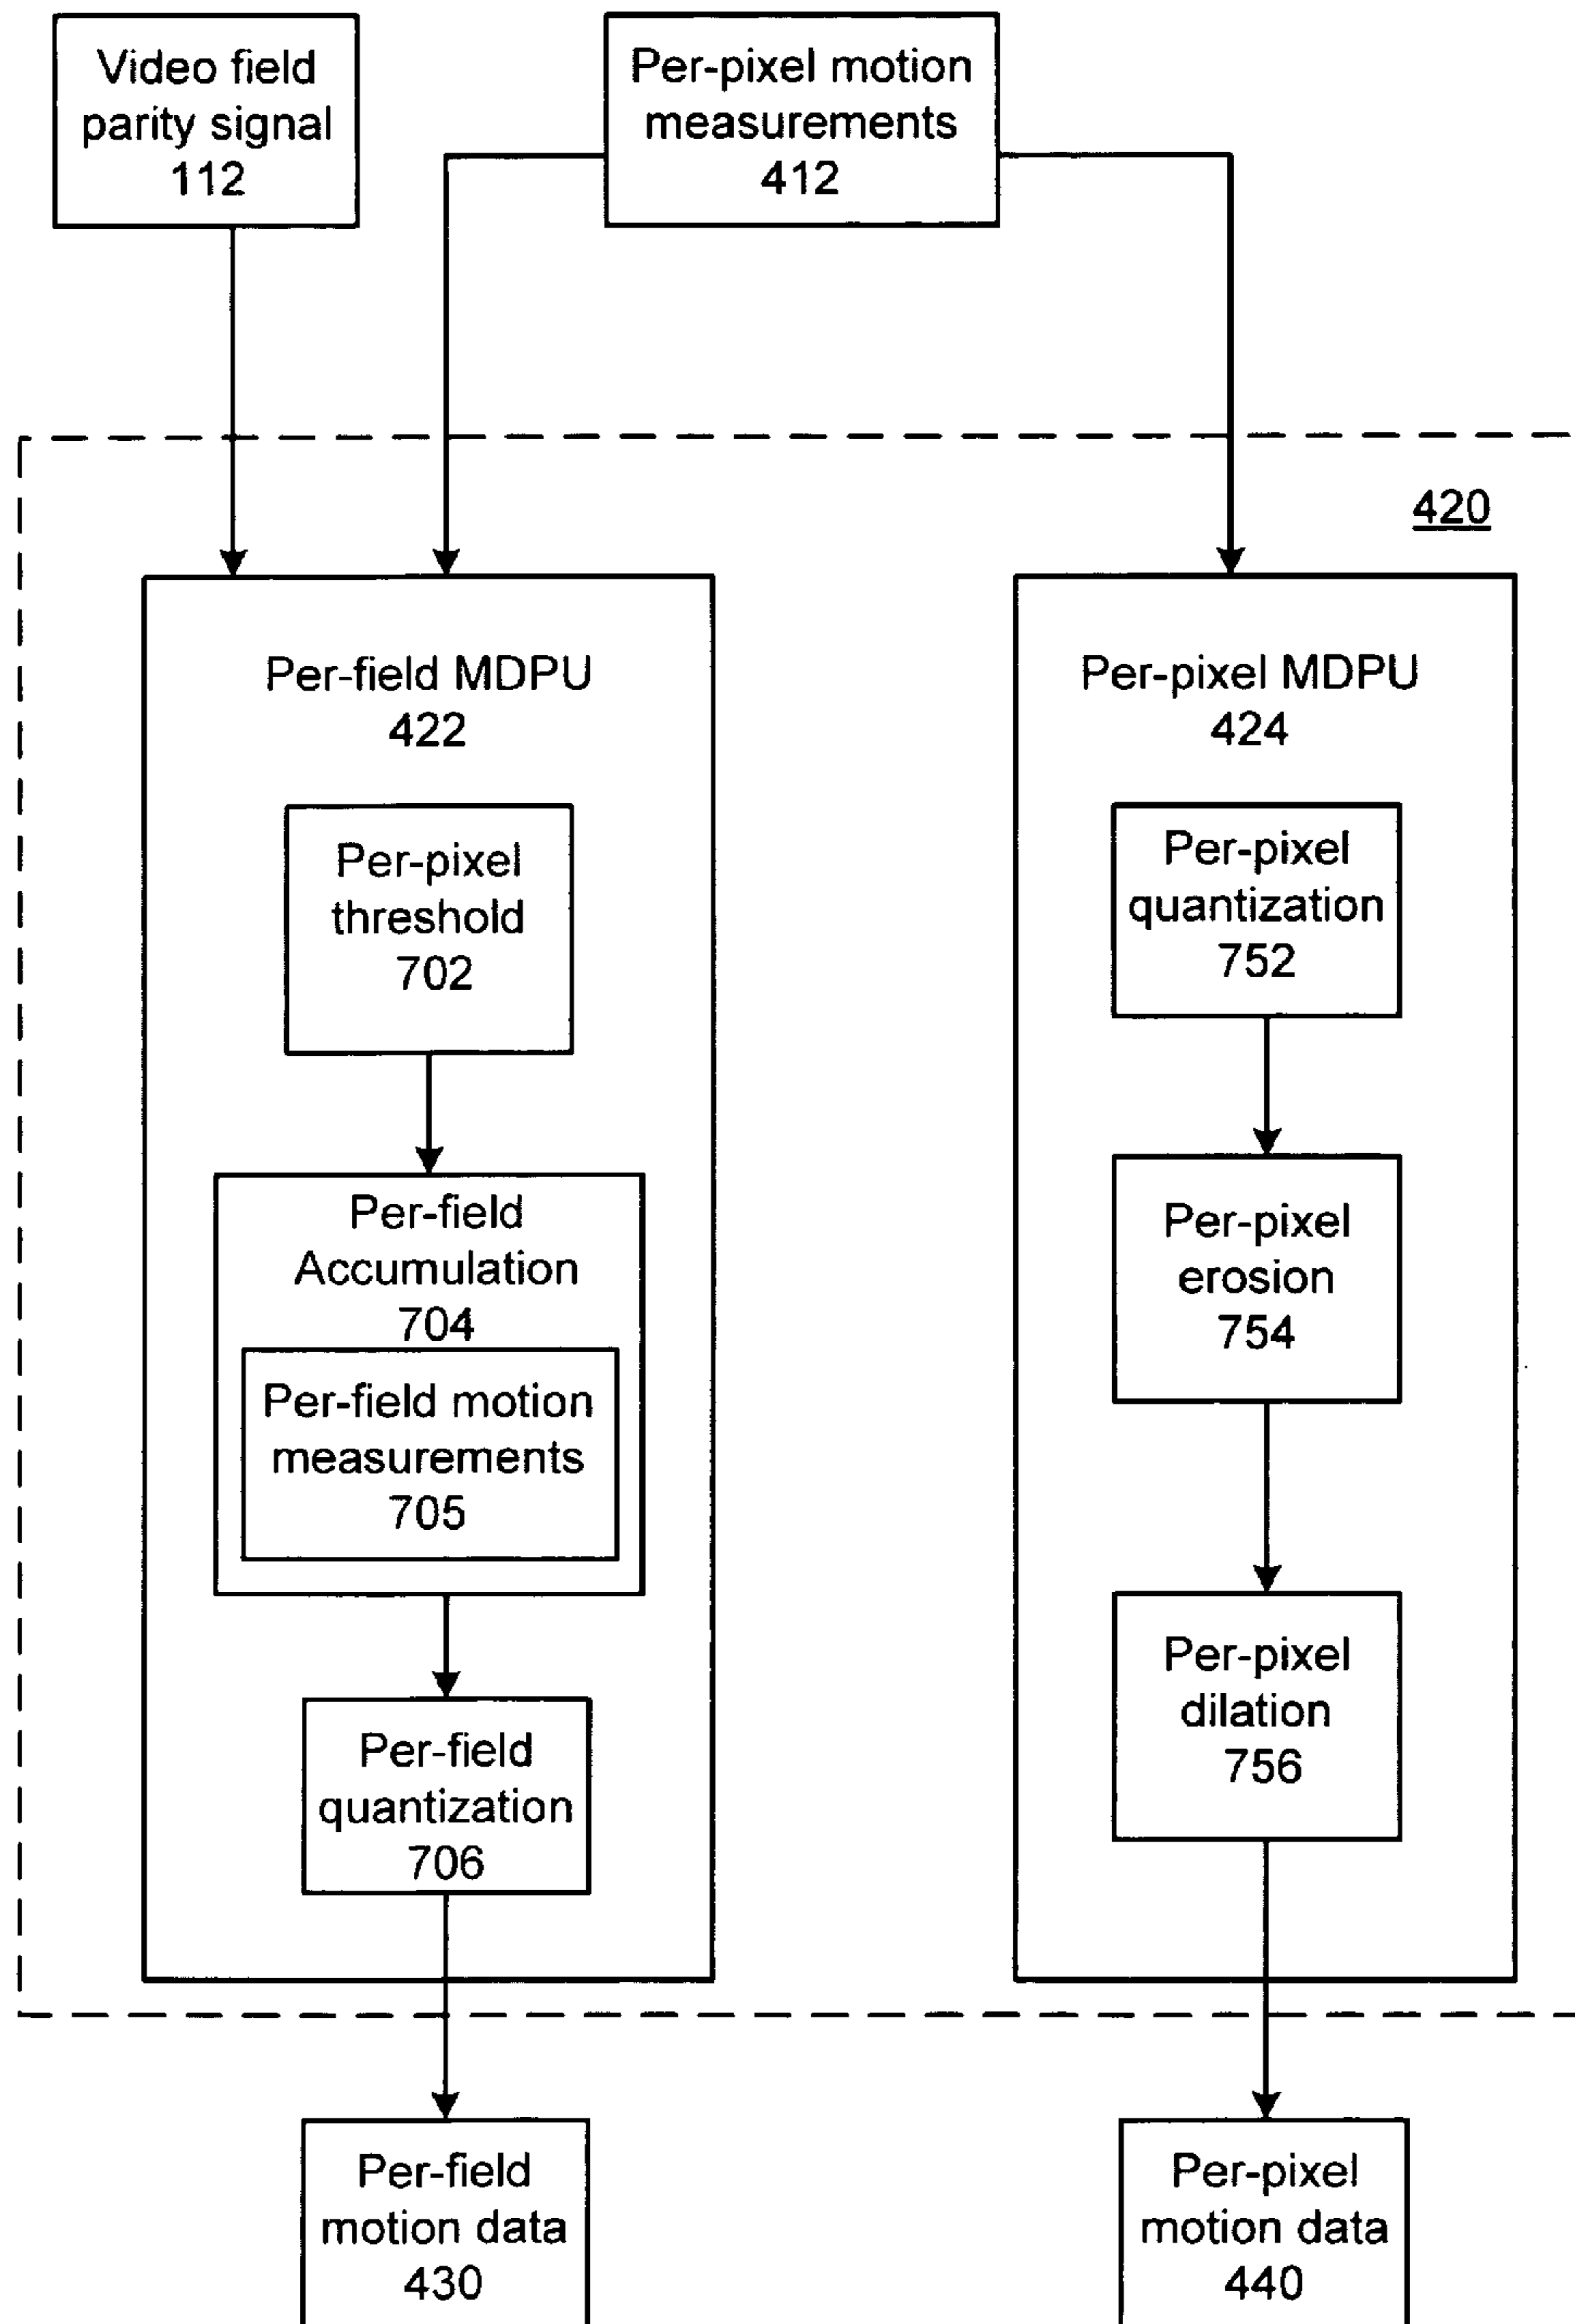 Video field
parity signal
112
Per-pixel motion
measurements
412
420
Per-field MDPU
422
Per-pixel
threshold
702
Per-field
Accumulation
704
Per-field motion
measurements
705
Per-field
quantization
706
Per-pixel MDPU
424
Per-pixel
quantization
752
Per-pixel
erosion
754
Per-pixel
dilation
756
Per-field
motion data
430
Per-pixel
motion data
440